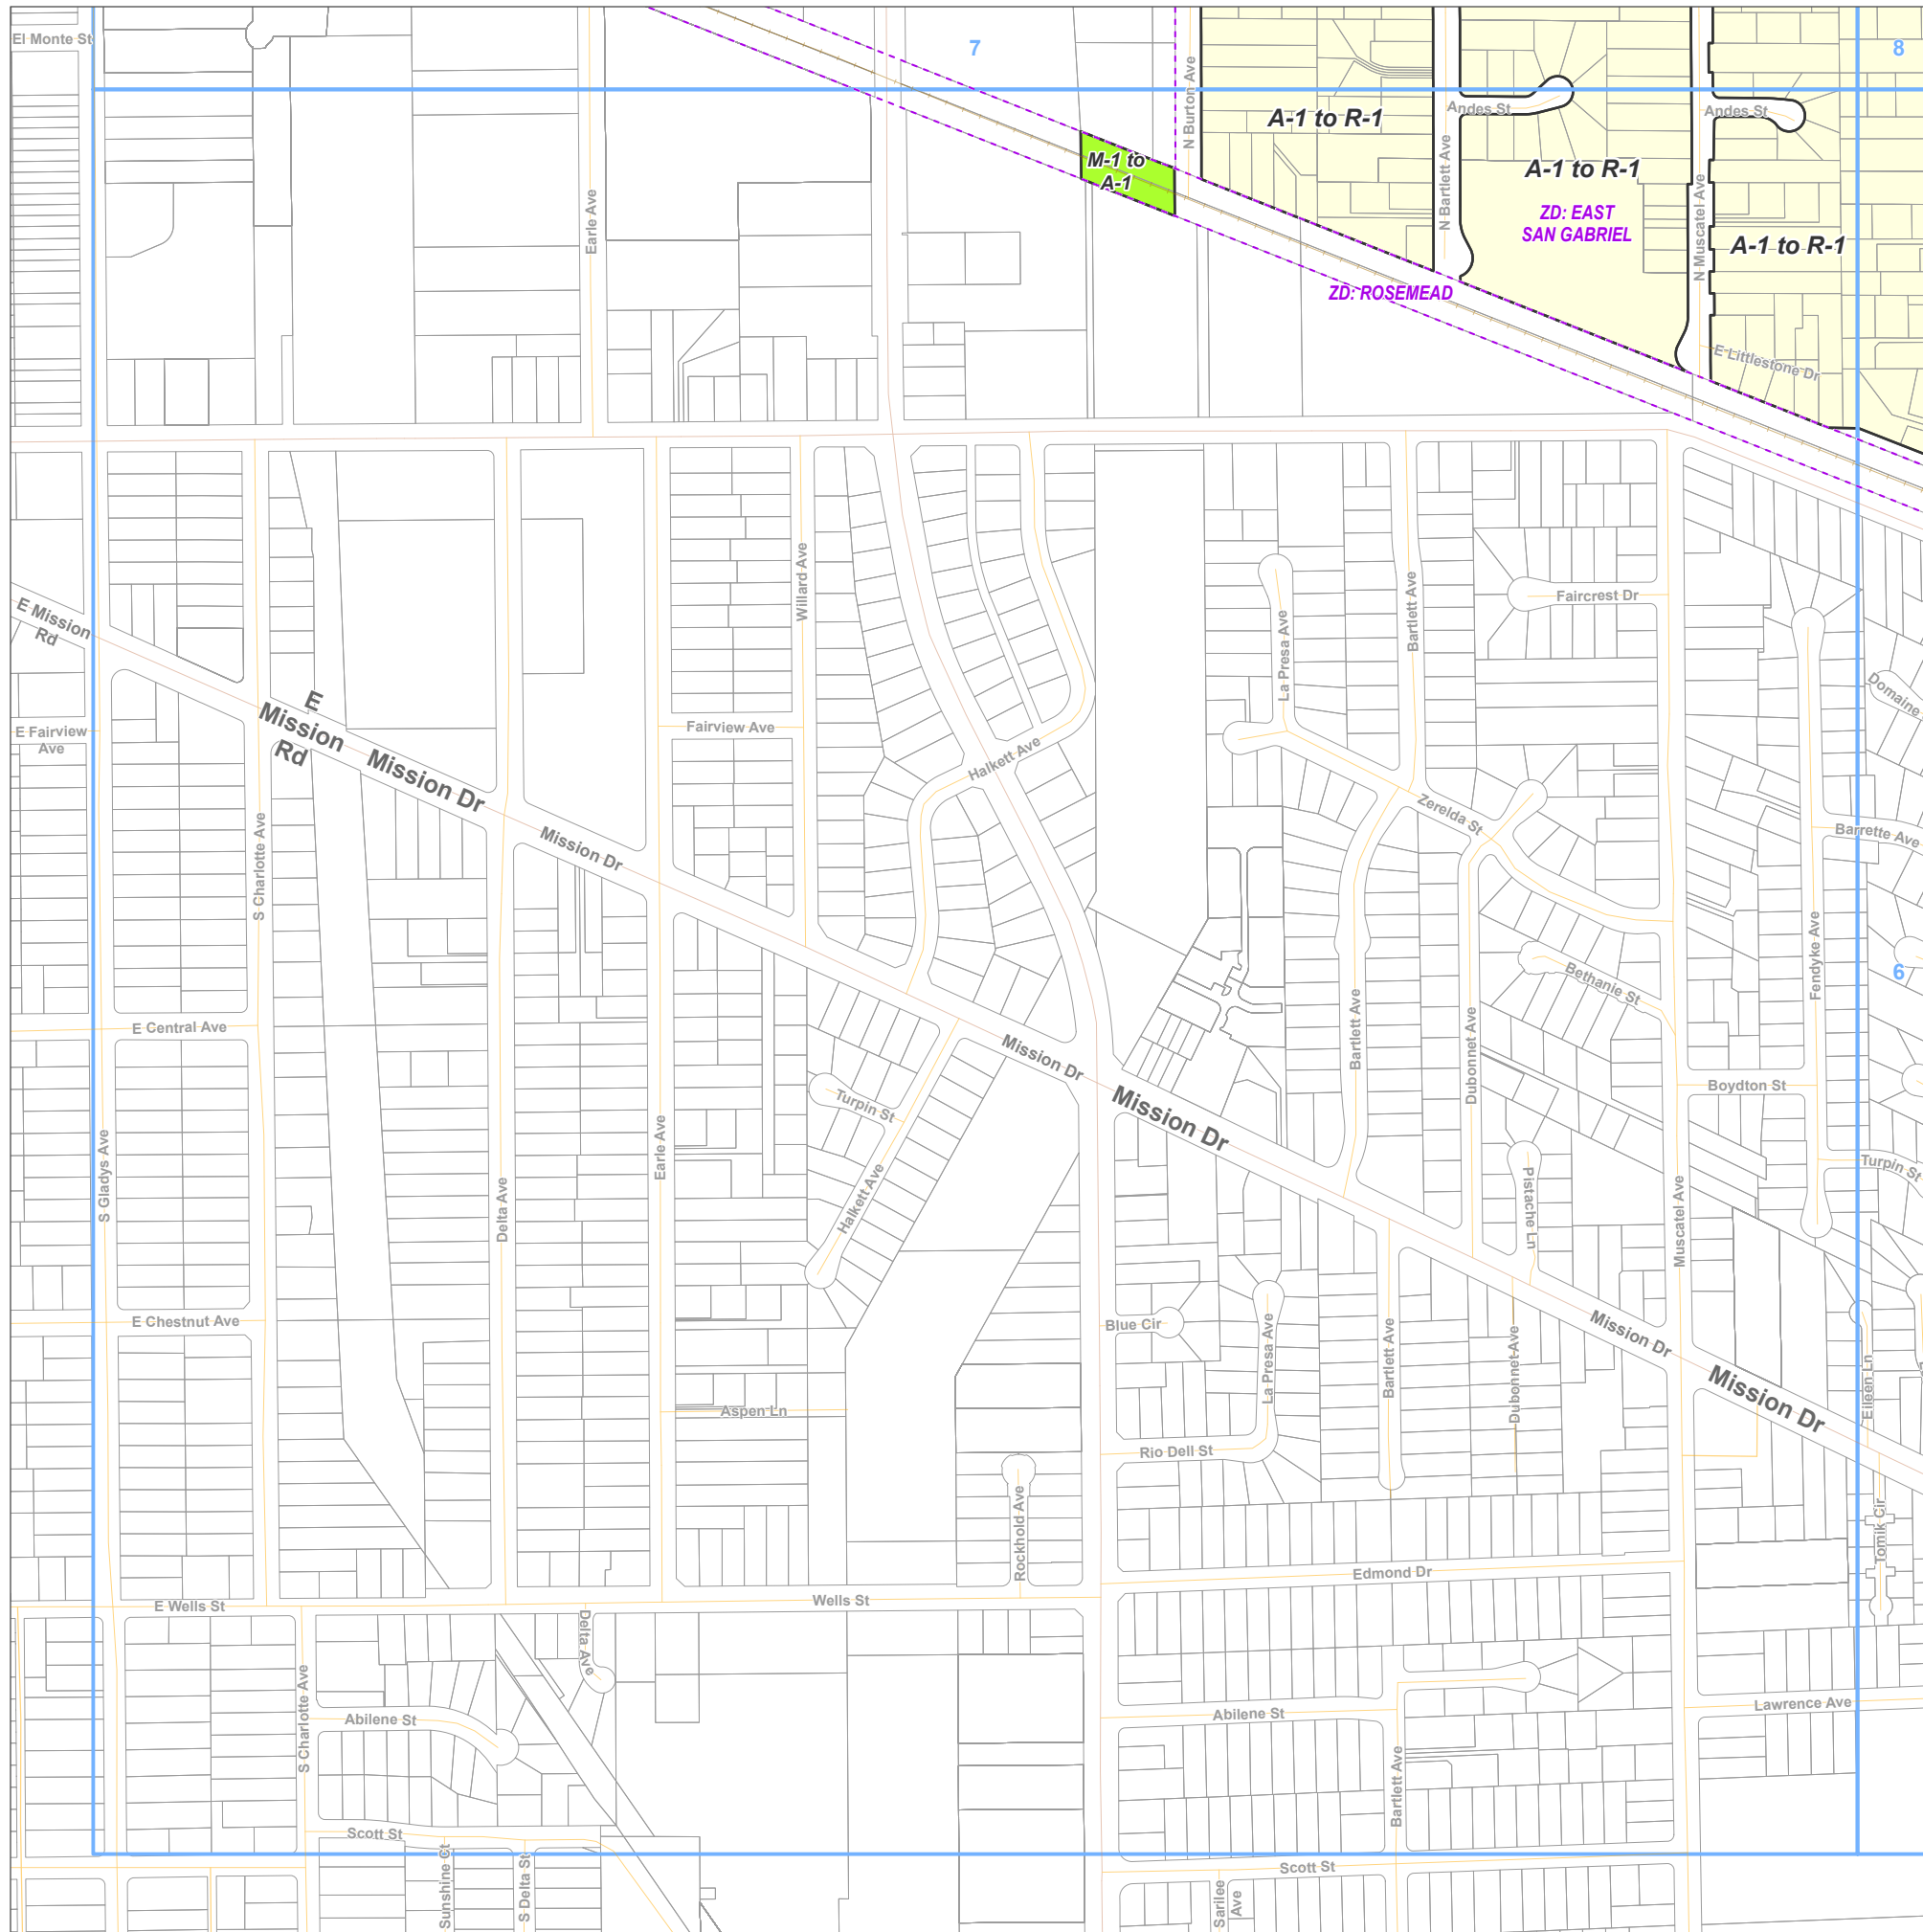 El Monte St
7
8
N Burton Ave
Andes St
Andes St
A-1 to R-1
M-1 to
A-1
A-1 to R-1
N Bartlett Ave
N Muscatel Ave
ZD: EAST
SAN GABRIEL
A-1 to R-1
Earle Ave
ZD: ROSEMEAD
E Littlestone Dr
Willard Ave
Bartlett Ave
Faircrest Dr
E Mission
Rd
La Presa Ave
Domaine
E
Mission
Rd
E Fairview
Ave
Fairview Ave
Halkett Ave
Mission Dr
Zerelda St
Barrette Ave
Mission Dr
S Charlotte Ave
Fendyke Ave
6
Bethanie St
E Central Ave
Bartlett Ave
Dubonnet Ave
Mission Dr
Boydton St
Turpin St
Mission Dr
Earle Ave
S Gladys Ave
Turpin St
Halkett Ave
Delta Ave
Pistache Ln
Muscatel Ave
E Chestnut Ave
Blue Cir
La Presa Ave
Bartlett Ave
Dubonnet Ave
Mission Dr
Mission Dr
Eileen Ln
Aspen Ln
Rio Dell St
Rockhold Ave
Tomik Cir
Edmond Dr
E Wells St
Wells St
Delta Ave
S Charlotte Ave
Abilene St
Abilene St
Lawrence Ave
Bartlett Ave
Scott St
Scott St
Sunshine Ct
S Delta St
Sarilee
Ave